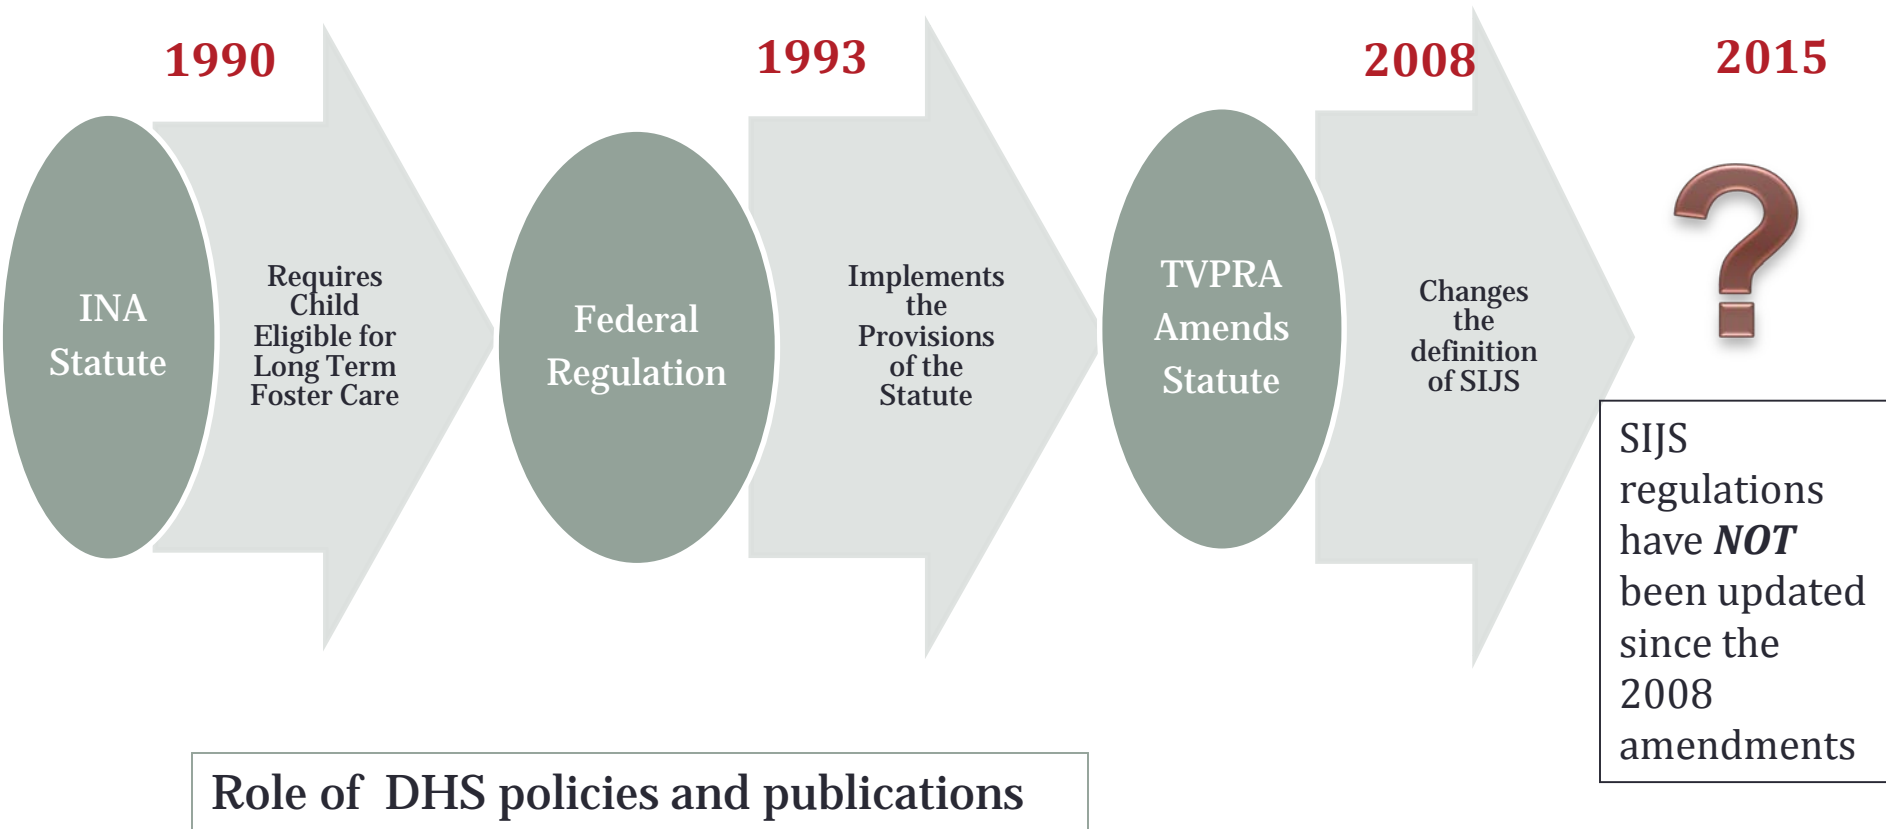 1990
INA
Statute
Requires
Child
Eligible for
Long Term
Foster Care
1993
Federal
Regulation
Implements
the
Provisions
of the
Statute
2008
TVPRA
Amends
Statute
Changes
the
definition
of SIJS
2015
?
SIJS
regulations
have NOT
been updated
since the
2008
amendments
Role of DHS policies and publications